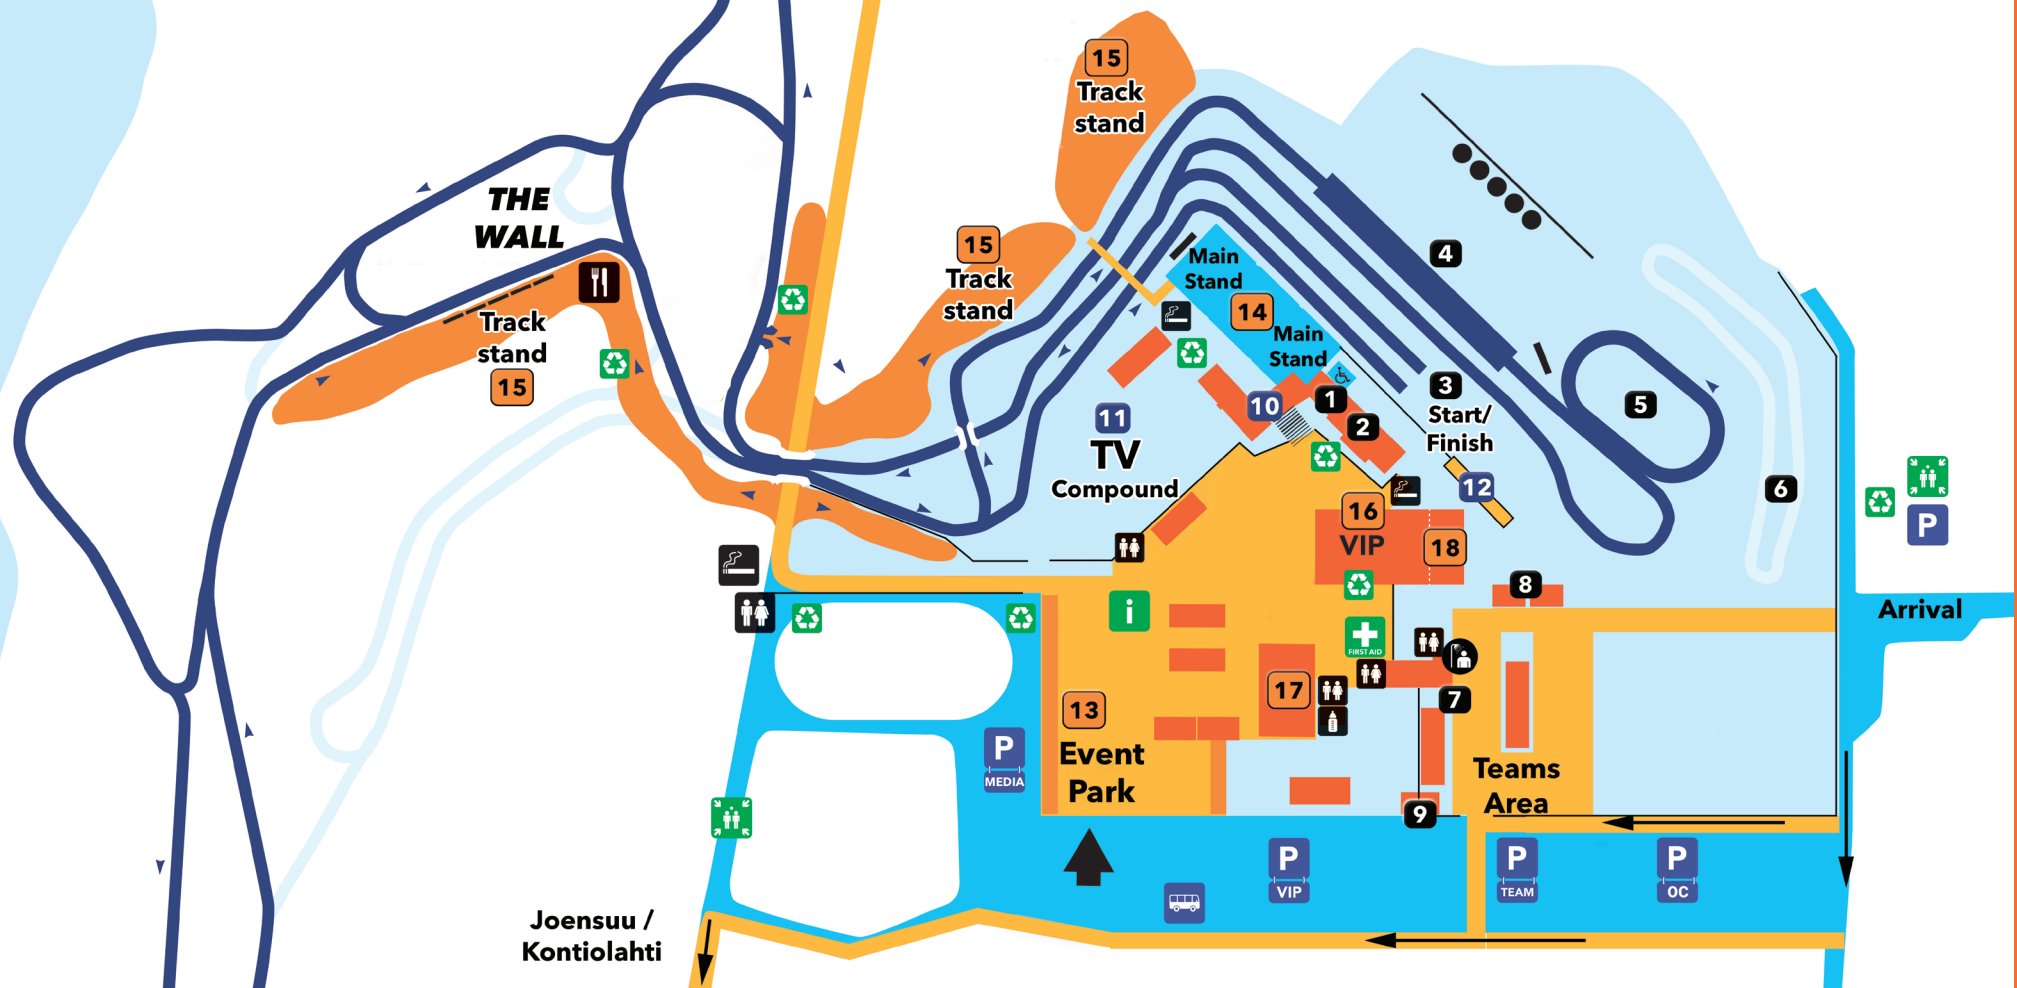 15
Track
stand
THE
WALL
15
Track
stand
Main
Stand
14
Main
Stand
4
Track
stand
15
3
Start/
Finish
5
1
10
2
11
TV
Compound
12
6
16
VIP
18
P
8
Arrival
i
FIRST AID
17
7
13
Event
Park
P
MEDIA
Teams
Area
9
P
VIP
P
TEAM
P
OC
Joensuu /
Kontiolahti